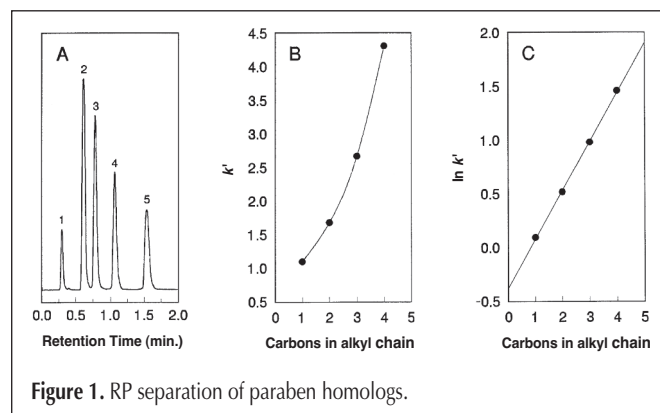 A
1
2
3
4
5
0.0 0.5 1.0 1.5 2.0
Retention Time (min.)
B
4.5
4.0
3.5
3.0
2.5
2.0
1.5
1.0
0.5
k'
0 1 2 3 4 5
Carbons in alkyl chain
C
2.0
1.5
1.0
0.5
0.0
-0.5
ln k'
0 1 2 3 4 5
Carbons in alkyl chain
Figure 1. RP separation of paraben homologs.